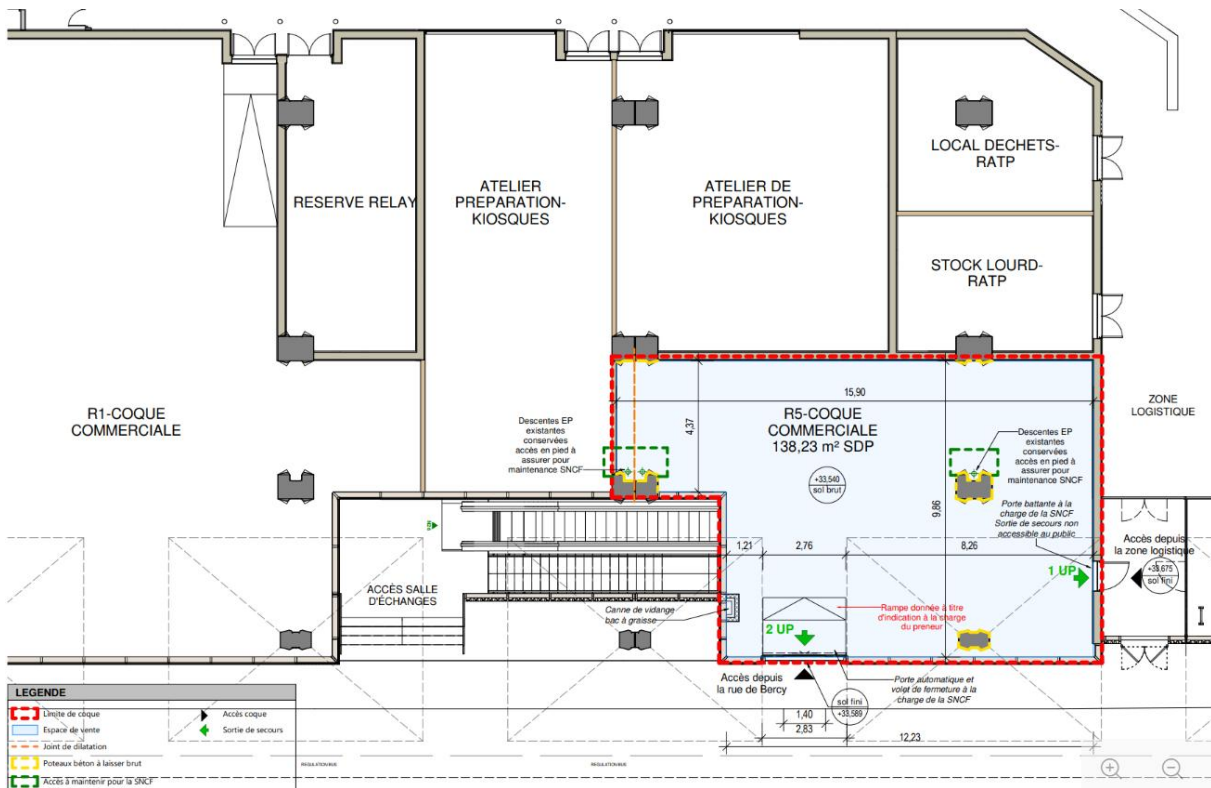 RESERVE RELAY
ATELIER
PREPARATION-
KIOSQUES
ATELIER DE
PREPARATION-
KIOSQUES
LOCAL DECHETS-
RATP
STOCK LOURD-
RATP
R1-COQUE
COMMERCIALE
15,90
4,37
R5-COQUE
COMMERCIALE
138,23 m² SDP
+33,540
sol brut
9,86
Descentes EP
existantes
conservées
accès en pied à
assurer pour
maintenance SNCF
Descentes EP
existantes
conservées
accès en pied à
assurer pour
maintenance SNCF
ZONE
LOGISTIQUE
Porte battante à la
charge de la SNCF
Sortie de secours non
accessible au public
Accès depuis
la zone logistique
+33,675
sol fini
1 UP
1,21
2,76
8,26
ACCÈS SALLE
D'ÉCHANGES
Canne de vidange
bac à graisse
Rampe donnée à titre
d'indication à la charge
du preneur
2 UP
Accès depuis
la rue de Bercy
Porte automatique et
volet de fermeture à la
charge de la SNCF
sol fini
+33,589
1,40
2,83
12,23
LEGENDE
Limite de coque
Espace de vente
Joint de dilatation
Poteaux béton à laisser brut
Accès à maintenir pour la SNCF
Accès coque
Sortie de secours